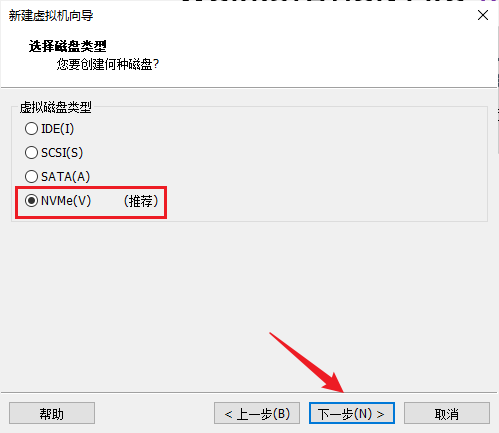 新建虚拟机向导
选择磁盘类型
您要创建何种磁盘?
虚拟磁盘类型
IDE(I)
SCSI(S)
SATA(A)
NVMe(V) (推荐)
帮助 < 上一步(B) 下一步(N) > 取消